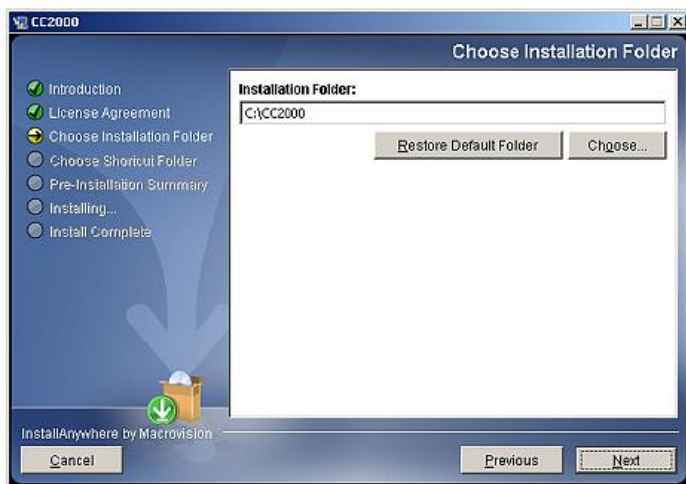 CC2000
Choose Installation Folder
Introduction
License Agreement
Choose Installation Folder
Choose Shortcut Folder
Pre-Installation Summary
Installing...
Install Complete
Installation Folder:
C:\CC2000
Restore Default Folder
Choose...
InstallAnywhere by Macrovision
Cancel
Previous
Next